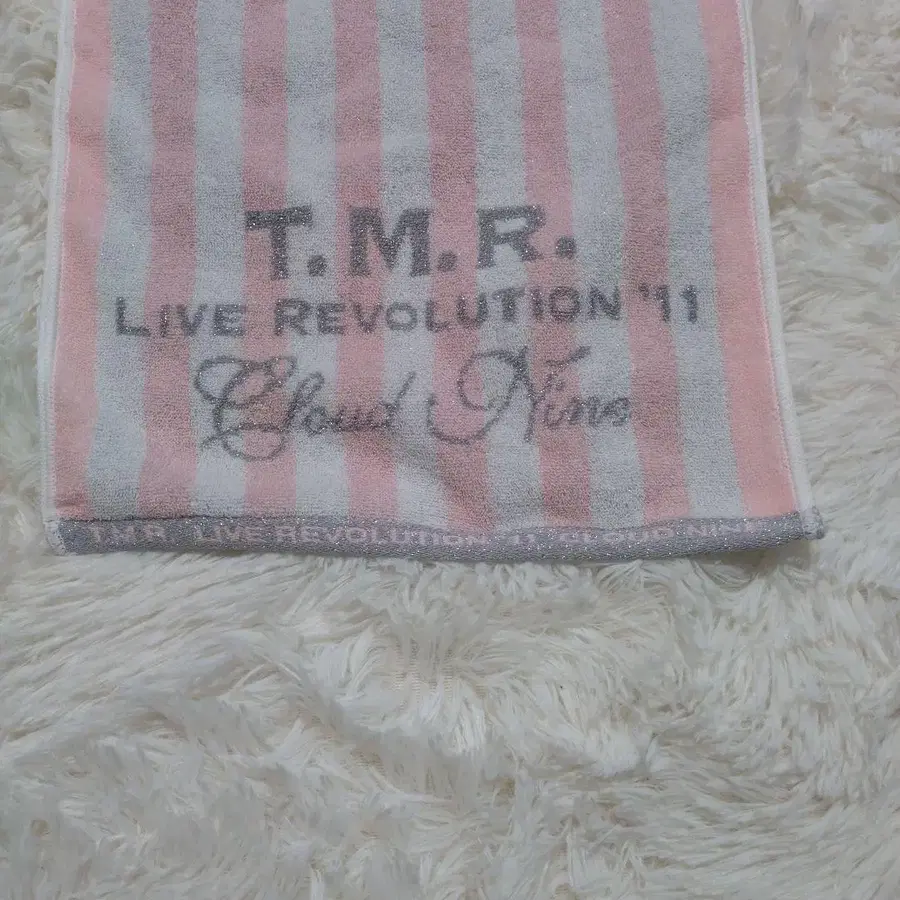 T.M.R.
LIVE REVOLUTION '11
Cloud Nine
T.M.R. LIVE REVOLUTION '11 CLOUD NINE